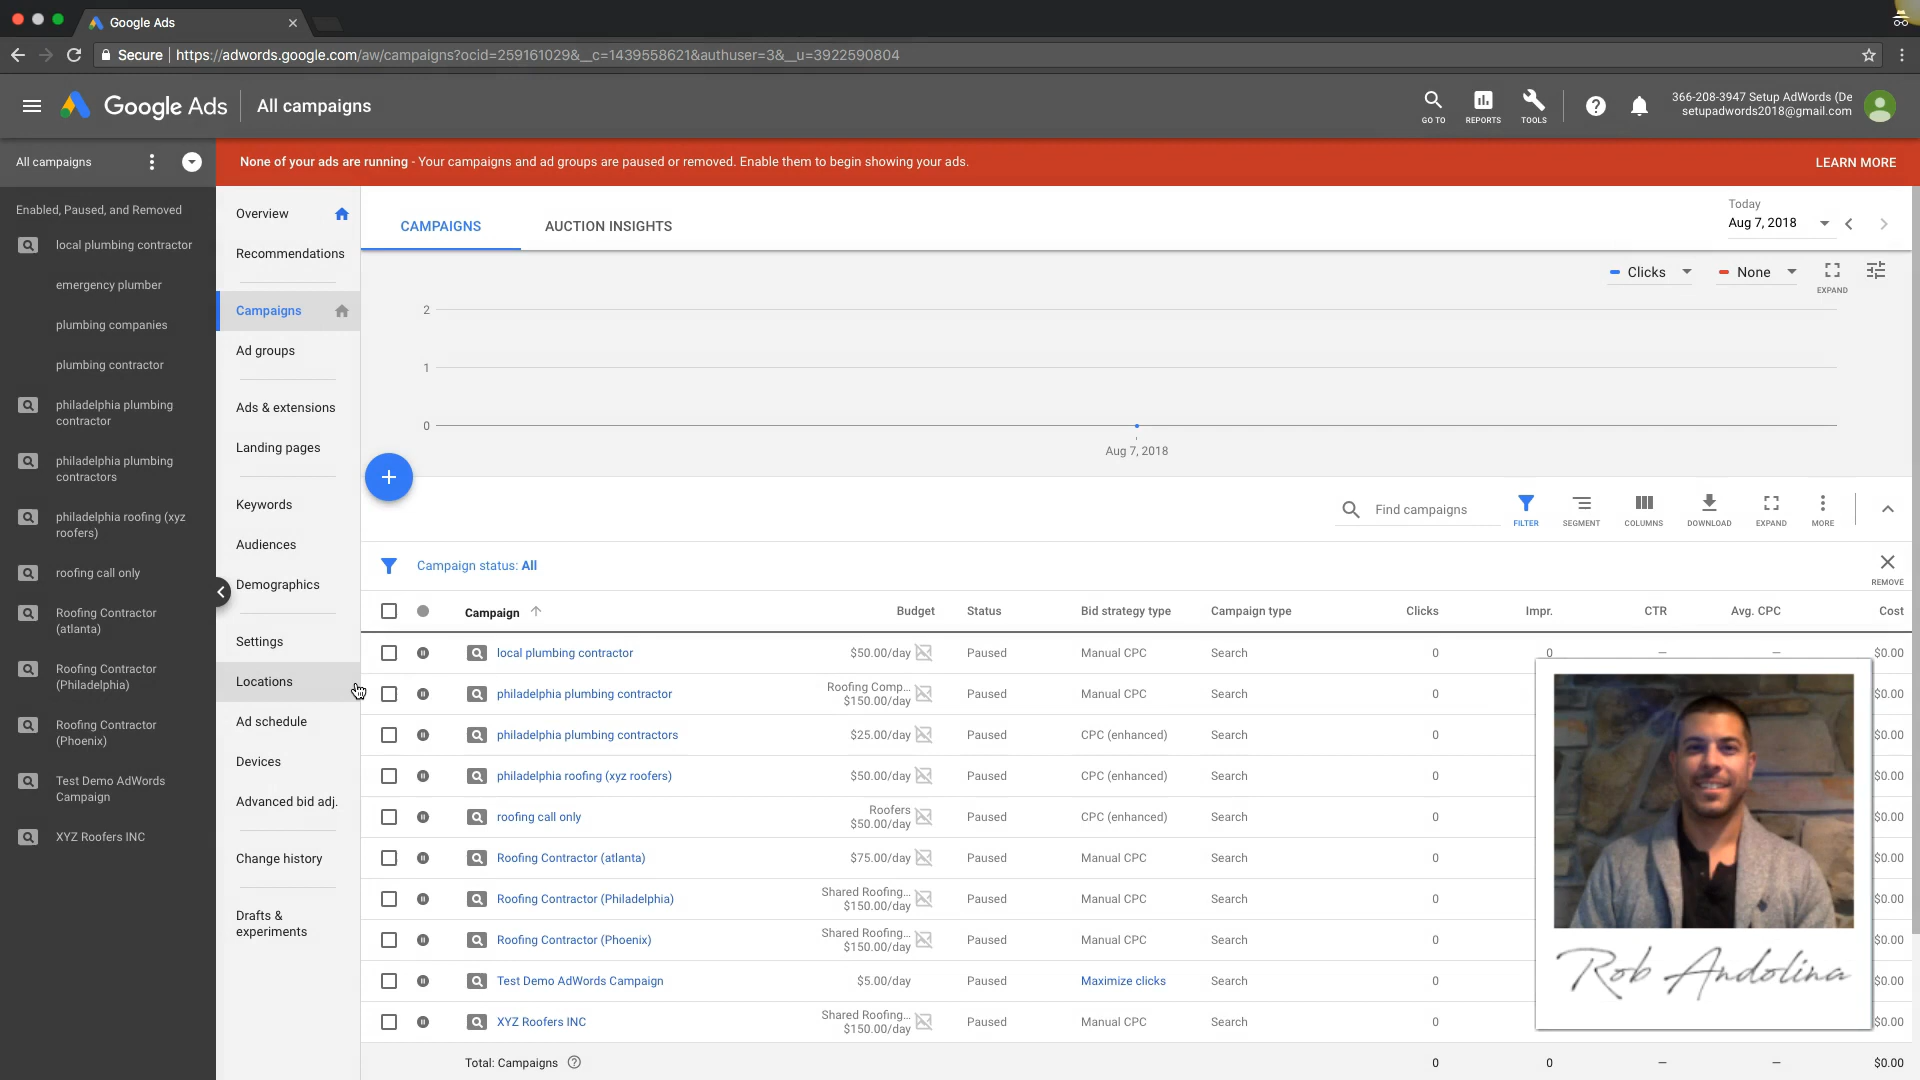 Google Ads
Secure | https://adwords.google.com/aw/campaigns?ocid=259161029&__c=1439558621&authuser=3&__u=3922590804
Google Ads
All campaigns
GO TO
REPORTS
TOOLS
366-208-3947 Setup AdWords (De
setupadwords2018@gmail.com
All campaigns
None of your ads are running - Your campaigns and ad groups are paused or removed. Enable them to begin showing your ads.
LEARN MORE
Enabled, Paused, and Removed
local plumbing contractor
emergency plumber
plumbing companies
plumbing contractor
philadelphia plumbing
contractor
philadelphia plumbing
contractors
philadelphia roofing (xyz
roofers)
roofing call only
Roofing Contractor
(atlanta)
Roofing Contractor
(Philadelphia)
Roofing Contractor
(Phoenix)
Test Demo AdWords
Campaign
XYZ Roofers INC
Overview
Recommendations
Campaigns
Ad groups
Ads & extensions
Landing pages
Keywords
Audiences
Demographics
Settings
Locations
Ad schedule
Devices
Advanced bid adj.
Change history
Drafts &
experiments
CAMPAIGNS
AUCTION INSIGHTS
Today
Aug 7, 2018
Clicks
None
EXPAND
2
1
0
Aug 7, 2018
Find campaigns
FILTER
SEGMENT
COLUMNS
DOWNLOAD
EXPAND
MORE
Campaign status: All
REMOVE
Campaign Budget Status Bid strategy type Campaign type Clicks Impr. CTR Avg. CPC Cost
local plumbing contractor $50.00/day Paused Manual CPC Search 0 0 – – $0.00
philadelphia plumbing contractor Roofing Comp... $150.00/day Paused Manual CPC Search 0 $0.00
philadelphia plumbing contractors $25.00/day Paused CPC (enhanced) Search 0 $0.00
philadelphia roofing (xyz roofers) $50.00/day Paused CPC (enhanced) Search 0 $0.00
roofing call only Roofers $50.00/day Paused CPC (enhanced) Search 0 $0.00
Roofing Contractor (atlanta) $75.00/day Paused Manual CPC Search 0 $0.00
Roofing Contractor (Philadelphia) Shared Roofing... $150.00/day Paused Manual CPC Search 0 $0.00
Roofing Contractor (Phoenix) Shared Roofing... $150.00/day Paused Manual CPC Search 0 $0.00
Test Demo AdWords Campaign $5.00/day Paused Maximize clicks Search 0 $0.00
XYZ Roofers INC Shared Roofing... $150.00/day Paused Manual CPC Search 0 $0.00
Total: Campaigns 0 0 – – $0.00
Rob Andolina